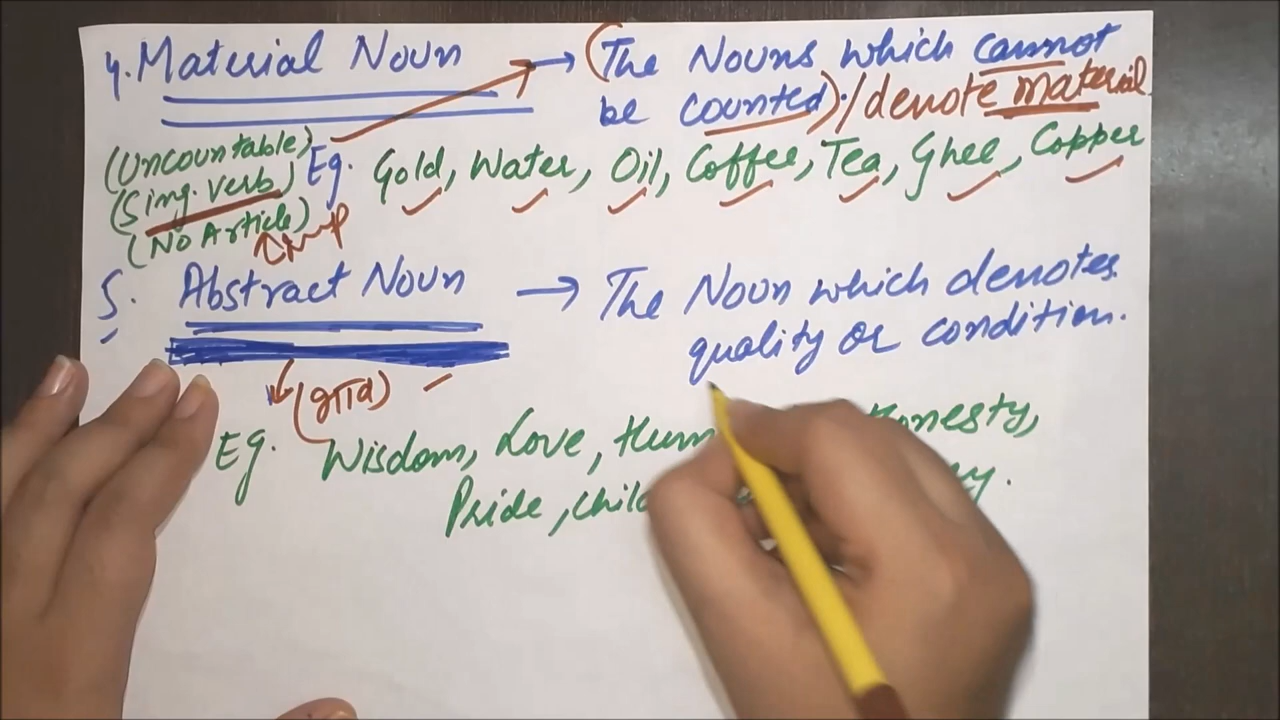 4. Material Noun → (The Nouns which cannot
be counted)./denote material
(Uncountable) Eg. Gold, Water, Oil, Coffee, Tea, Ghee, Copper
(Sing. Verb)
(No Article) Imp
5. Abstract Noun → The Noun which denotes
quality or condition.
Eg. Wisdom, Love, Honesty,
Pride,